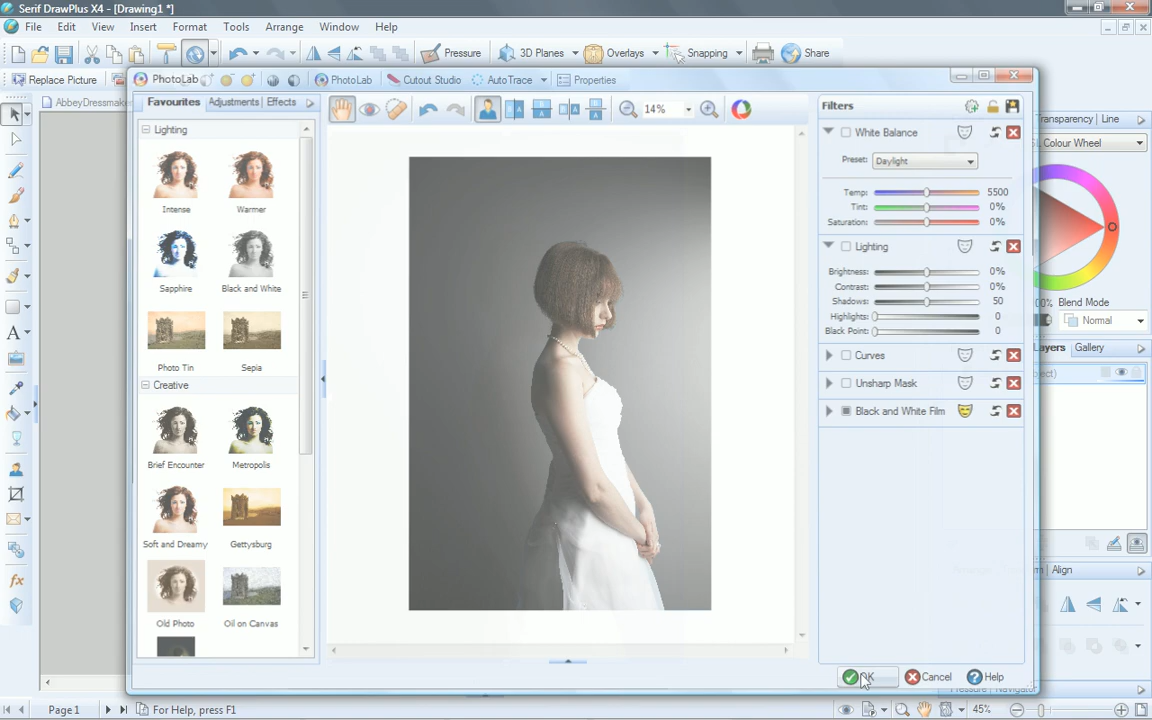 Serif DrawPlus X4 - [Drawing1 *]
File Edit View Insert Format Tools Arrange Window Help
Pressure 3D Planes Overlays Snapping Share
Replace Picture PhotoLab Cutout Studio AutoTrace Properties
PhotoLab
AbbeyDressmake
Favourites Adjustments Effects
14%
Filters
Lighting
Intense Warmer
Sapphire Black and White
Photo Tin Sepia
Creative
Brief Encounter Metropolis
Soft and Dreamy Gettysburg
Old Photo Oil on Canvas
White Balance
Preset: Daylight
Temp: 5500
Tint: 0%
Saturation: 0%
Lighting
Brightness: 0%
Contrast: 0%
Shadows: 50
Highlights: 0
Black Point: 0
Curves
Unsharp Mask
Black and White Film
OK Cancel Help
Transparency | Line
Colour Wheel
Blend Mode
Normal
Layers Gallery
Align
Navigator
Page1 For Help, press F1 45%